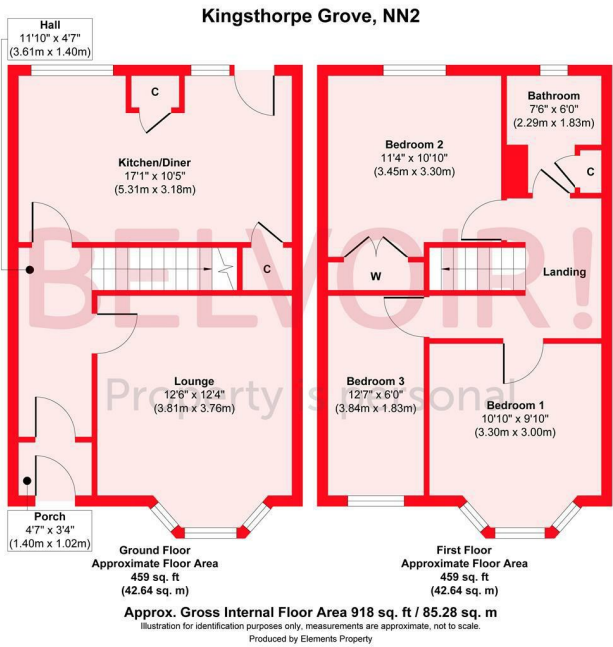 Kingsthorpe Grove, NN2
Hall
11'10" x 4'7"
(3.61m x 1.40m)
C
Kitchen/Diner
17'1" x 10'5"
(5.31m x 3.18m)
C
Lounge
12'6" x 12'4"
(3.81m x 3.76m)
Porch
4'7" x 3'4"
(1.40m x 1.02m)
Ground Floor
Approximate Floor Area
459 sq. ft
(42.64 sq. m)
Bathroom
7'6" x 6'0"
(2.29m x 1.83m)
C
Bedroom 2
11'4" x 10'10"
(3.45m x 3.30m)
W
Landing
Bedroom 3
12'7" x 6'0"
(3.84m x 1.83m)
Bedroom 1
10'10" x 9'10"
(3.30m x 3.00m)
First Floor
Approximate Floor Area
459 sq. ft
(42.64 sq. m)
BELVOIR!
Property is personal
Approx. Gross Internal Floor Area 918 sq. ft / 85.28 sq. m
Illustration for identification purposes only, measurements are approximate, not to scale.
Produced by Elements Property